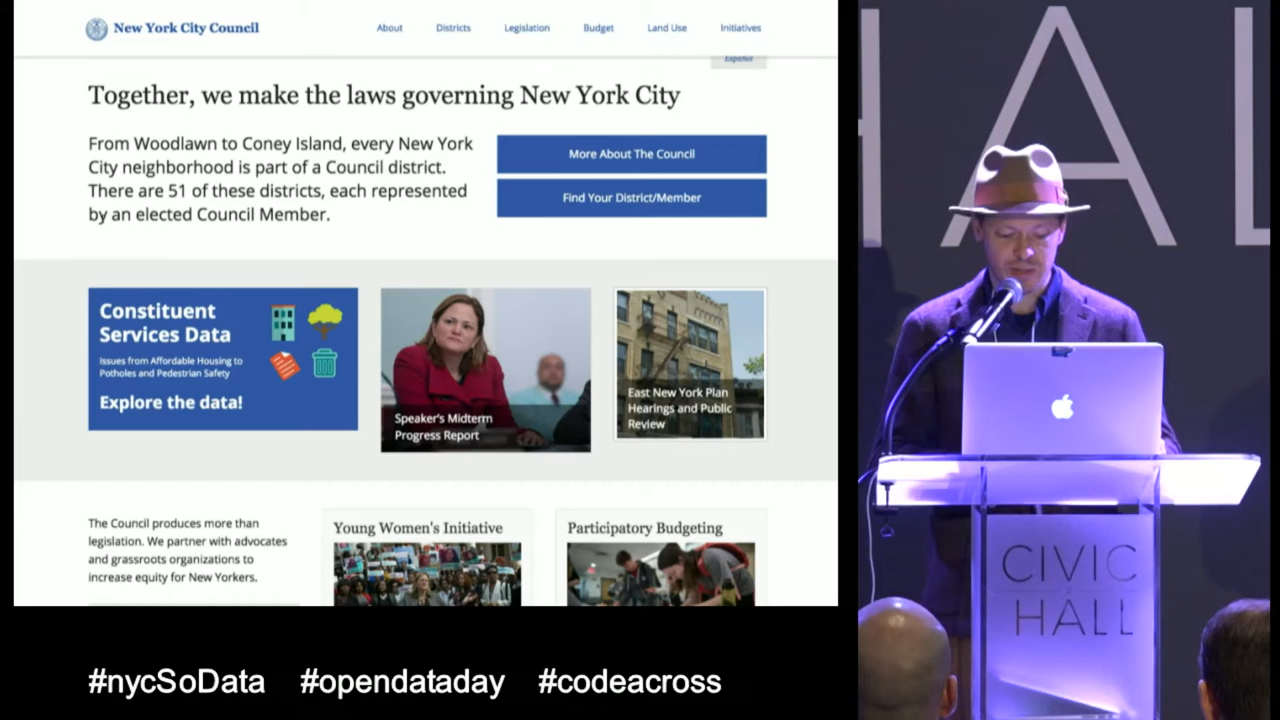 New York City Council
About
Districts
Legislation
Budget
Land Use
Initiatives
Español
Together, we make the laws governing New York City
From Woodlawn to Coney Island, every New York
City neighborhood is part of a Council district.
There are 51 of these districts, each represented
by an elected Council Member.
More About The Council
Find Your District/Member
Constituent
Services Data
Issues from Affordable Housing to
Potholes and Pedestrian Safety
Explore the data!
Speaker's Midterm
Progress Report
East New York Plan
Hearings and Public
Review
The Council produces more than
legislation. We partner with advocates
and grassroots organizations to
increase equity for New Yorkers.
Young Women's Initiative
Participatory Budgeting
#nycSoData #opendataday #codeacross
HAL
CIVIC
HALL